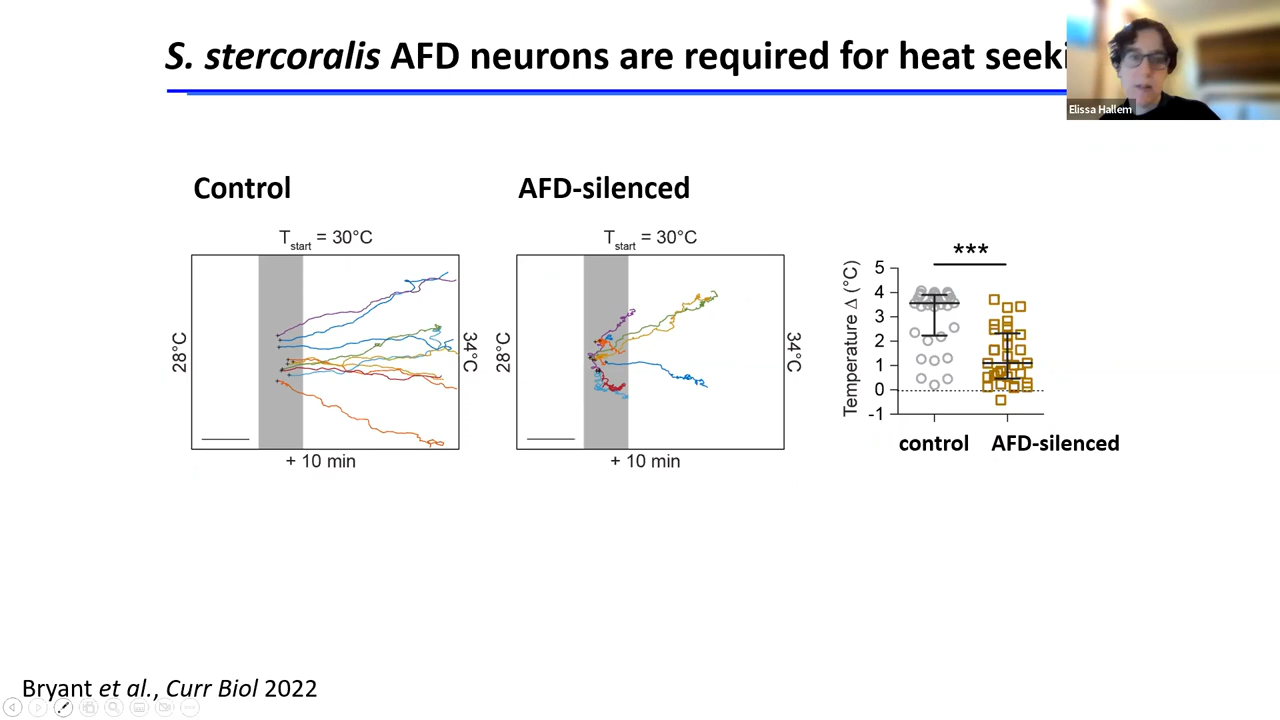 S. stercoralis AFD neurons are required for heat seeki
Elissa Hallem
Control
AFD-silenced
Tstart = 30°C
28°C
34°C
+ 10 min
Tstart = 30°C
28°C
34°C
+ 10 min
***
Temperature Δ (°C)
5
4
3
2
1
0
-1
control
AFD-silenced
Bryant et al., Curr Biol 2022